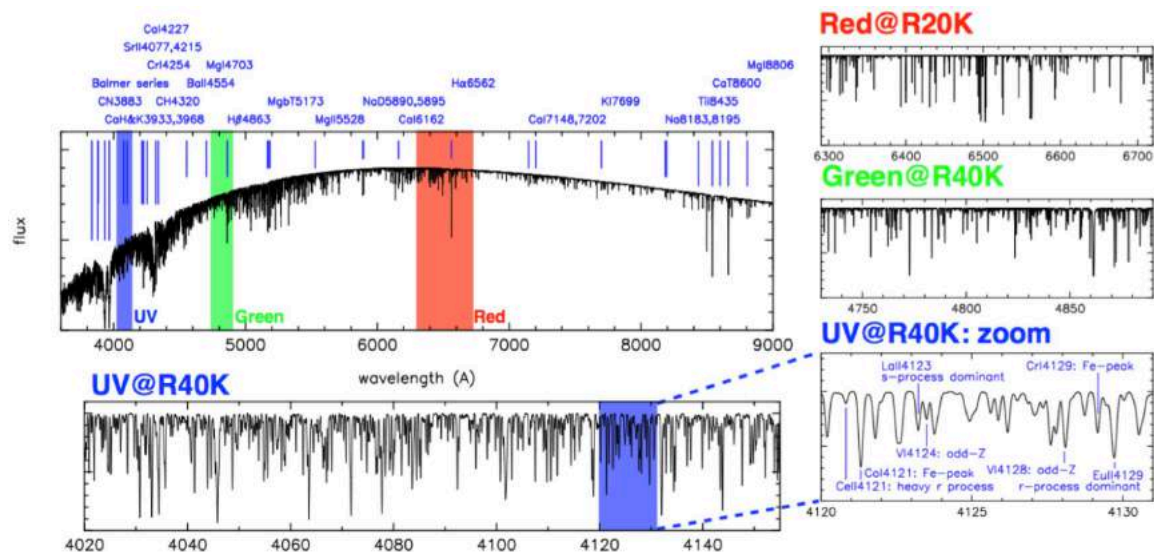 CaI4227
SrII4077,4215
CrI4254 MgI4703
Balmer series BaII4554
CN3883 CH4320 MgbT5173 NaD5890,5895 Hα6562 KI7699 TiI8435
CaH&K3933,3968 Hβ4863 MgII5528 CaI6162 CaI7148,7202 Na8183,8195
CaT8600
MgI8806
flux
UV Green Red
4000 5000 6000 7000 8000 9000
wavelength (A)
Red@R20K
6300 6400 6500 6600 6700
Green@R40K
4750 4800 4850
UV@R40K
4020 4040 4060 4080 4100 4120 4140
UV@R40K: zoom
LaII4123
s-process dominant
CrI4129: Fe-peak
VI4124: odd-Z
CoI4121: Fe-peak
CeII4121: heavy r process
VI4128: odd-Z
r-process dominant
EuII4129
4120 4125 4130